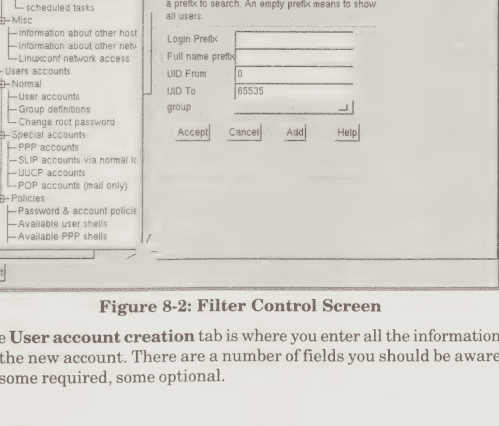 scheduled tasks
Misc
Information about other host
Information about other netw
Linuxconf network access
Users accounts
Normal
User accounts
Group definitions
Change root password
Special accounts
PPP accounts
SLIP accounts via normal lo
UUCP accounts
POP accounts (mail only)
Policies
Password & account policie
Available user shells
Available PPP shells
a prefix to search. An empty prefix means to show
all users.
Login Prefix
Full name prefix
UID From 0
UID To 65535
group
Accept Cancel Add Help
Figure 8-2: Filter Control Screen
e User account creation tab is where you enter all the information
the new account. There are a number of fields you should be aware
some required, some optional.